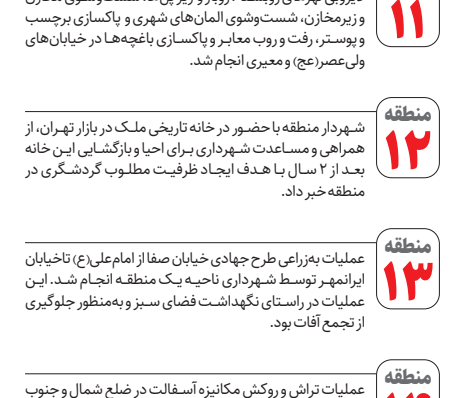 ۱۱
و زیرمخازن، شست‌وشوی المان‌های شهری و پاکسازی برچسب
و پوستر، رفت و روب معابر و پاکسازی باغچه‌ها در خیابان‌های
ولی‌عصر(عج) و معیری انجام شد.
منطقه
۱۲
شهردار منطقه با حضور در خانه تاریخی ملک در بازار تهران، از
همراهی و مساعدت شهرداری برای احیا و بازگشایی این خانه
بعد از ۲ سال با هدف ایجاد ظرفیت مطلوب گردشگری در
منطقه خبر داد.
منطقه
۱۳
عملیات به‌زراعی طرح جهادی خیابان صفا از امام‌علی(ع) تاخیابان
ایرانمهر توسط شهرداری ناحیه یک منطقه انجام شد. این
عملیات در راستای نگهداشت فضای سبز و به‌منظور جلوگیری
از تجمع آفات بود.
منطقه
عملیات تراش و روکش مکانیزه آسفالت در ضلع شمال و جنوب